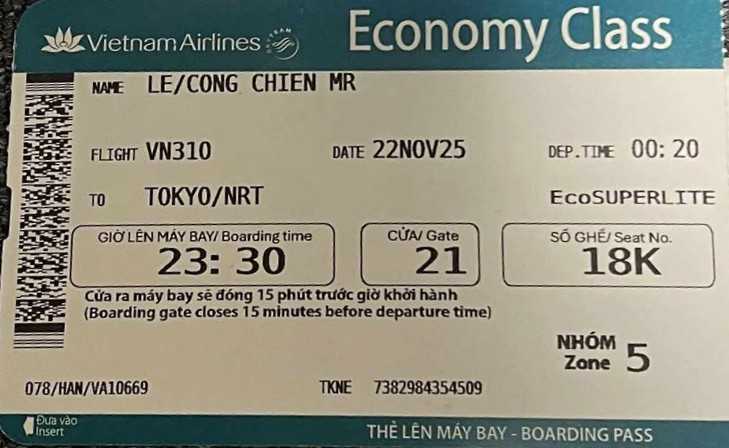 Vietnam Airlines SKYTEAM Economy Class
NAME LE/CONG CHIEN MR
FLIGHT VN310 DATE 22NOV25 DEP.TIME 00:20
TO TOKYO/NRT EcoSUPERLITE
GIỜ LÊN MÁY BAY/ Boarding time CỬA/ Gate SỐ GHẾ/ Seat No.
23:30 21 18K
Cửa ra máy bay sẽ đóng 15 phút trước giờ khởi hành
(Boarding gate closes 15 minutes before departure time)
NHÓM
Zone 5
078/HAN/VA10669 TKNE 7382984354509
Đưa vào
Insert
THẺ LÊN MÁY BAY - BOARDING PASS